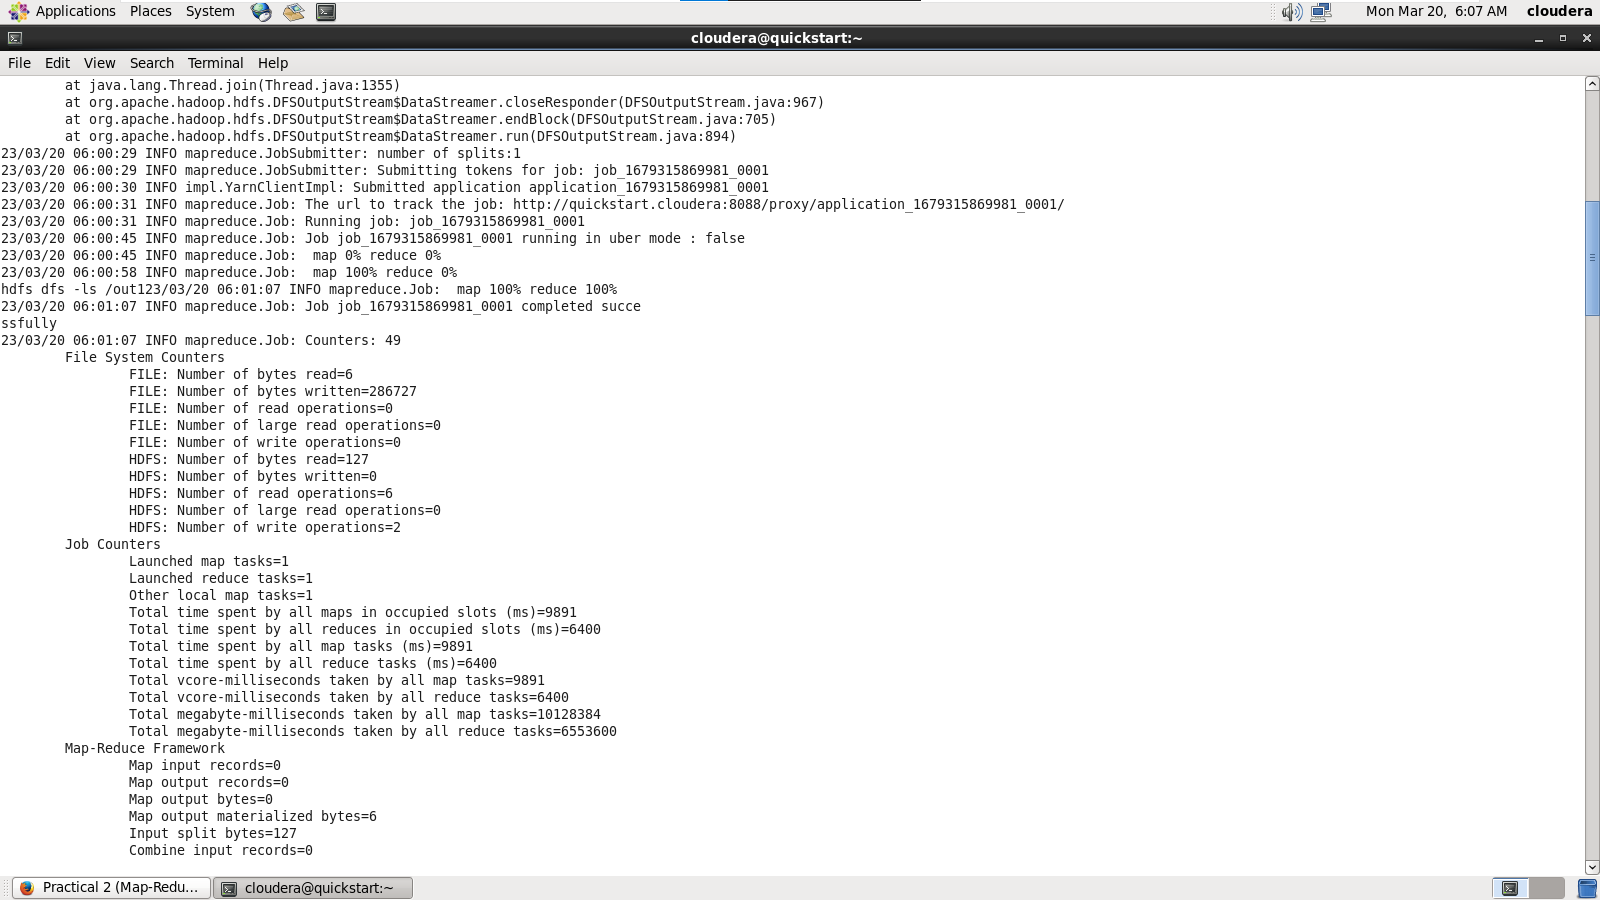 Applications Places System Mon Mar 20, 6:07 AM cloudera
cloudera@quickstart:~
File Edit View Search Terminal Help
at java.lang.Thread.join(Thread.java:1355)
at org.apache.hadoop.hdfs.DFSOutputStream$DataStreamer.closeResponder(DFSOutputStream.java:967)
at org.apache.hadoop.hdfs.DFSOutputStream$DataStreamer.endBlock(DFSOutputStream.java:705)
at org.apache.hadoop.hdfs.DFSOutputStream$DataStreamer.run(DFSOutputStream.java:894)
23/03/20 06:00:29 INFO mapreduce.JobSubmitter: number of splits:1
23/03/20 06:00:29 INFO mapreduce.JobSubmitter: Submitting tokens for job: job_1679315869981_0001
23/03/20 06:00:30 INFO impl.YarnClientImpl: Submitted application application_1679315869981_0001
23/03/20 06:00:31 INFO mapreduce.Job: The url to track the job: http://quickstart.cloudera:8088/proxy/application_1679315869981_0001/
23/03/20 06:00:31 INFO mapreduce.Job: Running job: job_1679315869981_0001
23/03/20 06:00:45 INFO mapreduce.Job: Job job_1679315869981_0001 running in uber mode : false
23/03/20 06:00:45 INFO mapreduce.Job:  map 0% reduce 0%
23/03/20 06:00:58 INFO mapreduce.Job:  map 100% reduce 0%
hdfs dfs -ls /out123/03/20 06:01:07 INFO mapreduce.Job:  map 100% reduce 100%
23/03/20 06:01:07 INFO mapreduce.Job: Job job_1679315869981_0001 completed succe
ssfully
23/03/20 06:01:07 INFO mapreduce.Job: Counters: 49
File System Counters
FILE: Number of bytes read=6
FILE: Number of bytes written=286727
FILE: Number of read operations=0
FILE: Number of large read operations=0
FILE: Number of write operations=0
HDFS: Number of bytes read=127
HDFS: Number of bytes written=0
HDFS: Number of read operations=6
HDFS: Number of large read operations=0
HDFS: Number of write operations=2
Job Counters
Launched map tasks=1
Launched reduce tasks=1
Other local map tasks=1
Total time spent by all maps in occupied slots (ms)=9891
Total time spent by all reduces in occupied slots (ms)=6400
Total time spent by all map tasks (ms)=9891
Total time spent by all reduce tasks (ms)=6400
Total vcore-milliseconds taken by all map tasks=9891
Total vcore-milliseconds taken by all reduce tasks=6400
Total megabyte-milliseconds taken by all map tasks=10128384
Total megabyte-milliseconds taken by all reduce tasks=6553600
Map-Reduce Framework
Map input records=0
Map output records=0
Map output bytes=0
Map output materialized bytes=6
Input split bytes=127
Combine input records=0
Practical 2 (Map-Redu... cloudera@quickstart:~